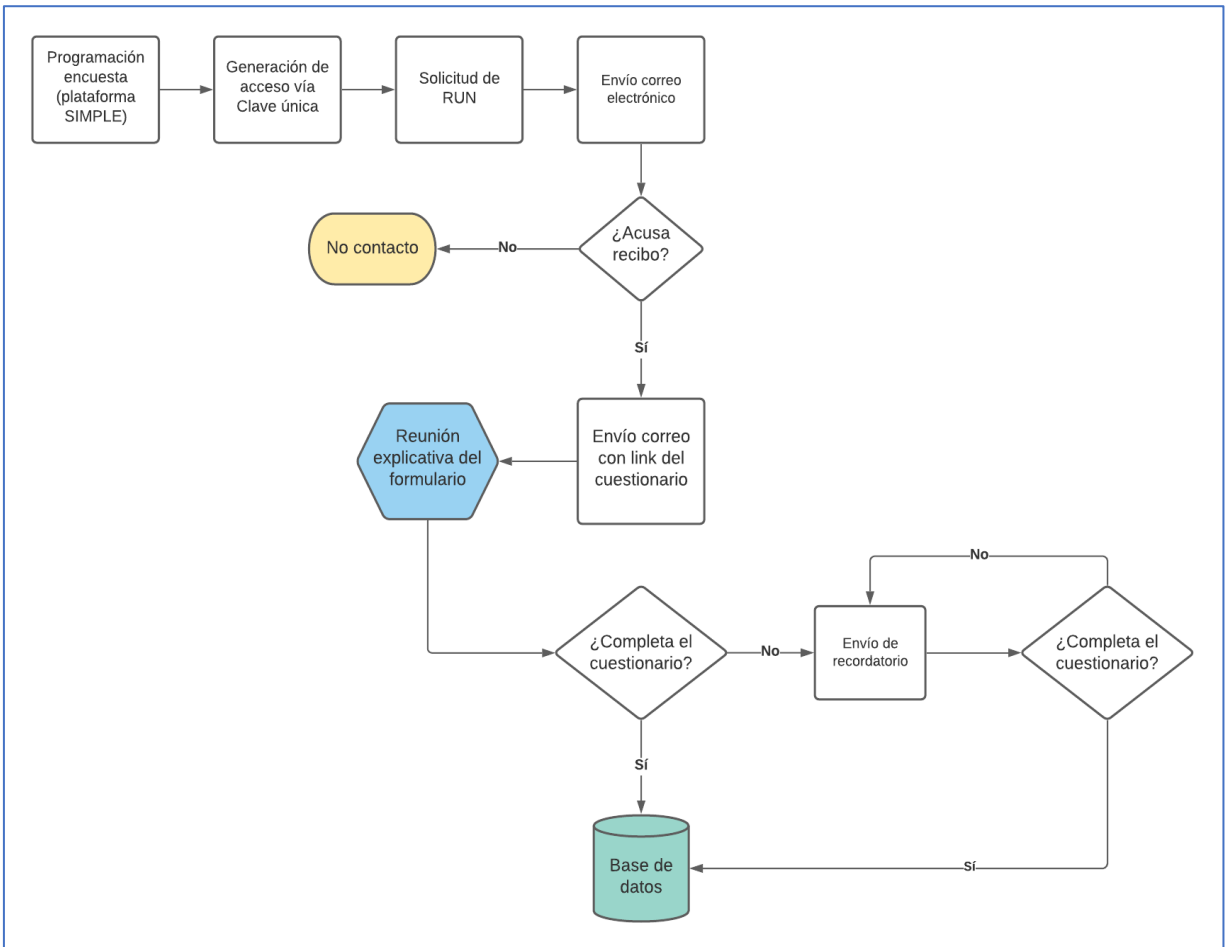 Programación
encuesta
(plataforma
SIMPLE)
Generación de
acceso vía
Clave única
Solicitud de
RUN
Envío correo
electrónico
¿Acusa
recibo?
No
No contacto
Sí
Envío correo
con link del
cuestionario
Reunión
explicativa del
formulario
¿Completa el
cuestionario?
No
Envío de
recordatorio
No
¿Completa el
cuestionario?
Sí
Sí
Base de
datos